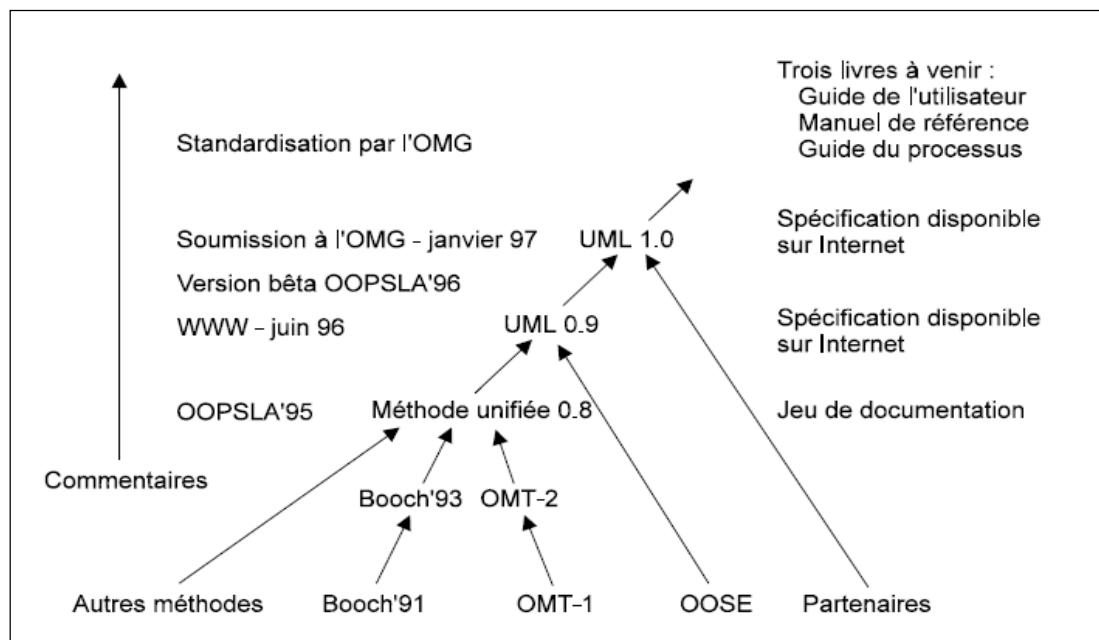 Trois livres à venir :
Guide de l'utilisateur
Manuel de référence
Guide du processus
Standardisation par l'OMG
Soumission à l'OMG – janvier 97
UML 1.0
Spécification disponible
sur Internet
Version bêta OOPSLA'96
WWW – juin 96
UML 0.9
Spécification disponible
sur Internet
OOPSLA'95
Méthode unifiée 0.8
Jeu de documentation
Commentaires
Booch'93
OMT-2
Autres méthodes
Booch'91
OMT-1
OOSE
Partenaires